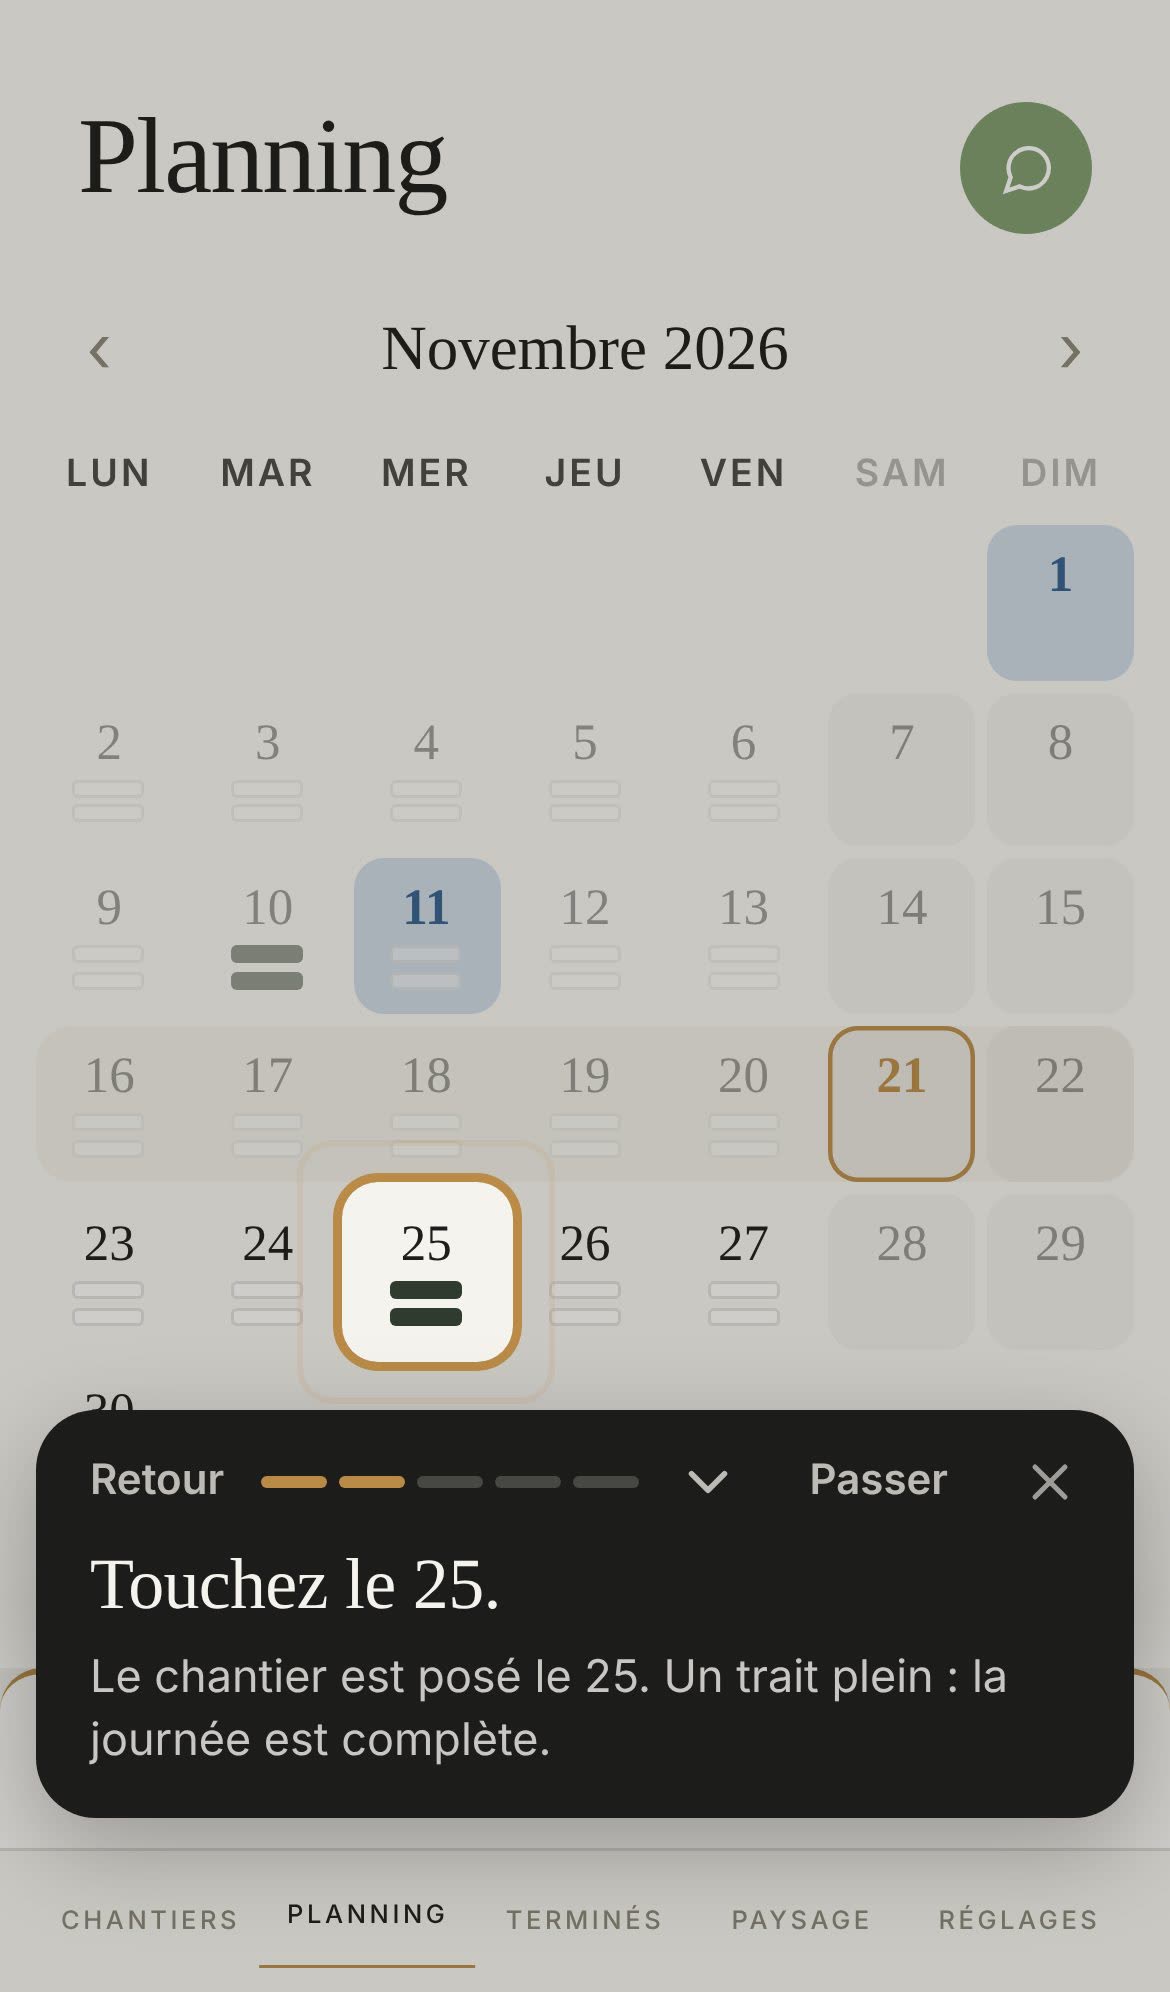 Planning
‹ Novembre 2026 ›
LUN MAR MER JEU VEN SAM DIM
1
2 3 4 5 6 7 8
9 10 11 12 13 14 15
16 17 18 19 20 21 22
23 24 25 26 27 28 29
30
Retour Passer
Touchez le 25.
Le chantier est posé le 25. Un trait plein : la
journée est complète.
CHANTIERS PLANNING TERMINÉS PAYSAGE RÉGLAGES